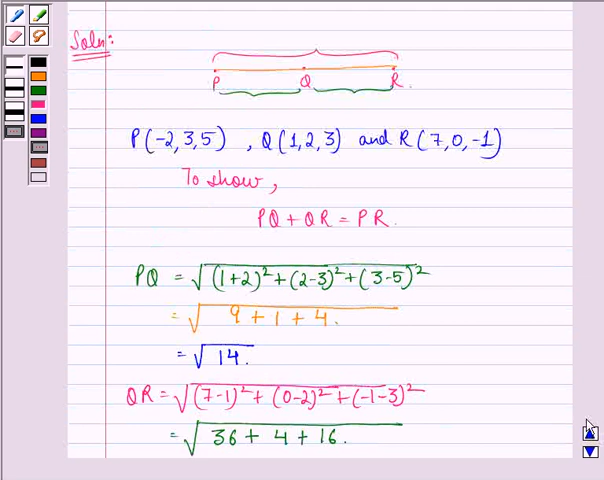 Soln:
P Q R.
P(-2,3,5) , Q(1,2,3) and R(7,0,-1)
To show,
PQ+QR=PR.
PQ = √(1+2)²+(2-3)²+(3-5)²
= √9+1+4.
= √14.
QR = √(7-1)²+(0-2)²+(-1-3)²
= √36+4+16.